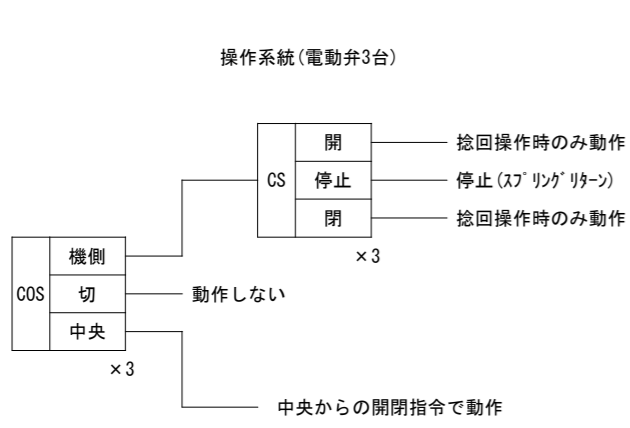 操作系統(電動弁3台)
開
捻回操作時のみ動作
CS
停止
停止(ｽﾌﾟﾘﾝｸﾞﾘﾀｰﾝ)
閉
捻回操作時のみ動作
×3
機側
COS
切
動作しない
中央
×3
中央からの開閉指令で動作